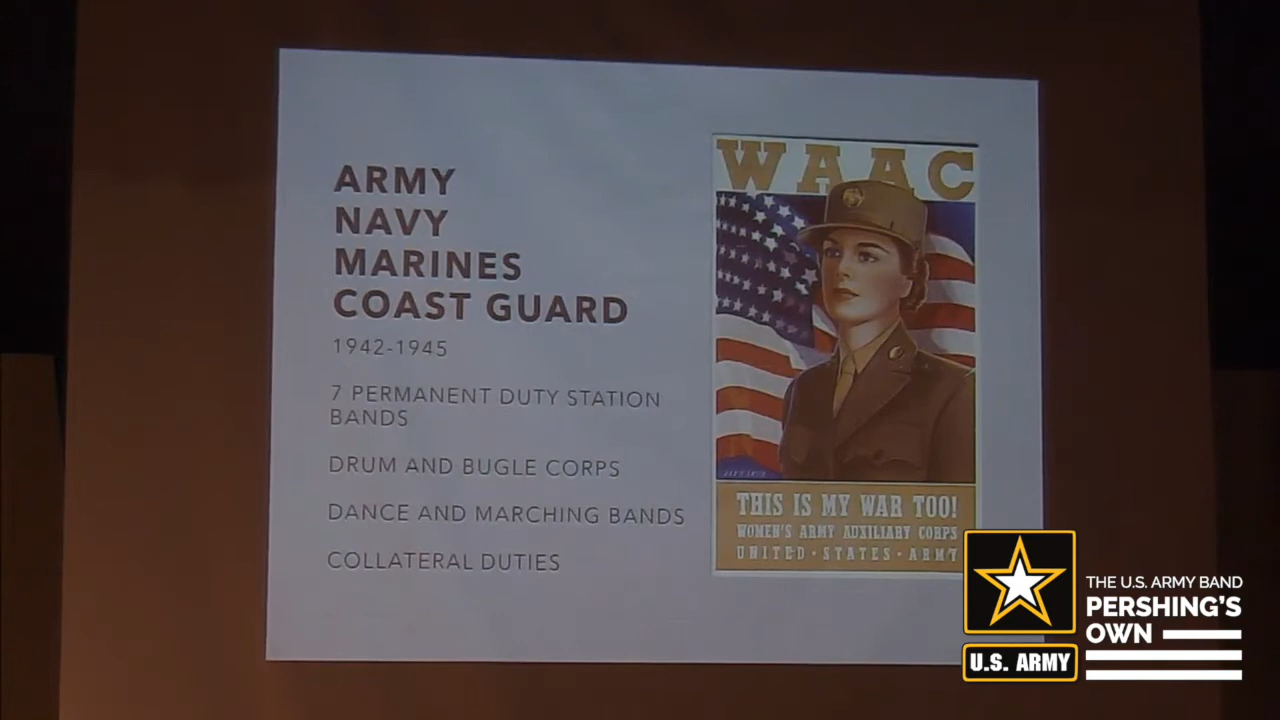 ARMY
NAVY
MARINES
COAST GUARD
1942-1945
7 PERMANENT DUTY STATION
BANDS
DRUM AND BUGLE CORPS
DANCE AND MARCHING BANDS
COLLATERAL DUTIES
WAAC
THIS IS MY WAR TOO!
WOMEN'S ARMY AUXILIARY CORPS
UNITED · STATES · ARMY
U.S. ARMY
THE U.S. ARMY BAND
PERSHING'S
OWN